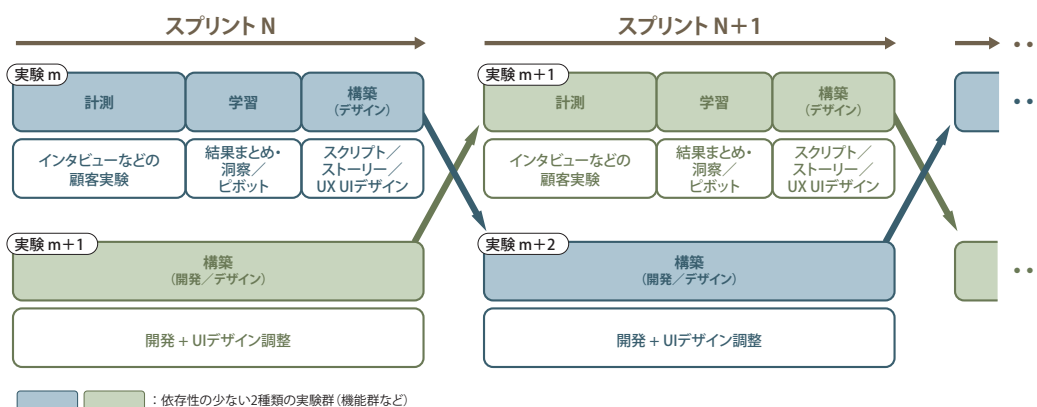 スプリント N
スプリント N+1
実験 m
計測
学習
構築
(デザイン)
インタビューなどの
顧客実験
結果まとめ・
洞察/
ピボット
スクリプト/
ストーリー/
UX UIデザイン
実験 m+1
計測
学習
構築
(デザイン)
インタビューなどの
顧客実験
結果まとめ・
洞察/
ピボット
スクリプト/
ストーリー/
UX UIデザイン
実験 m+1
構築
(開発/デザイン)
開発 + UIデザイン調整
実験 m+2
構築
(開発/デザイン)
開発 + UIデザイン調整
:依存性の少ない2種類の実験群(機能群など)